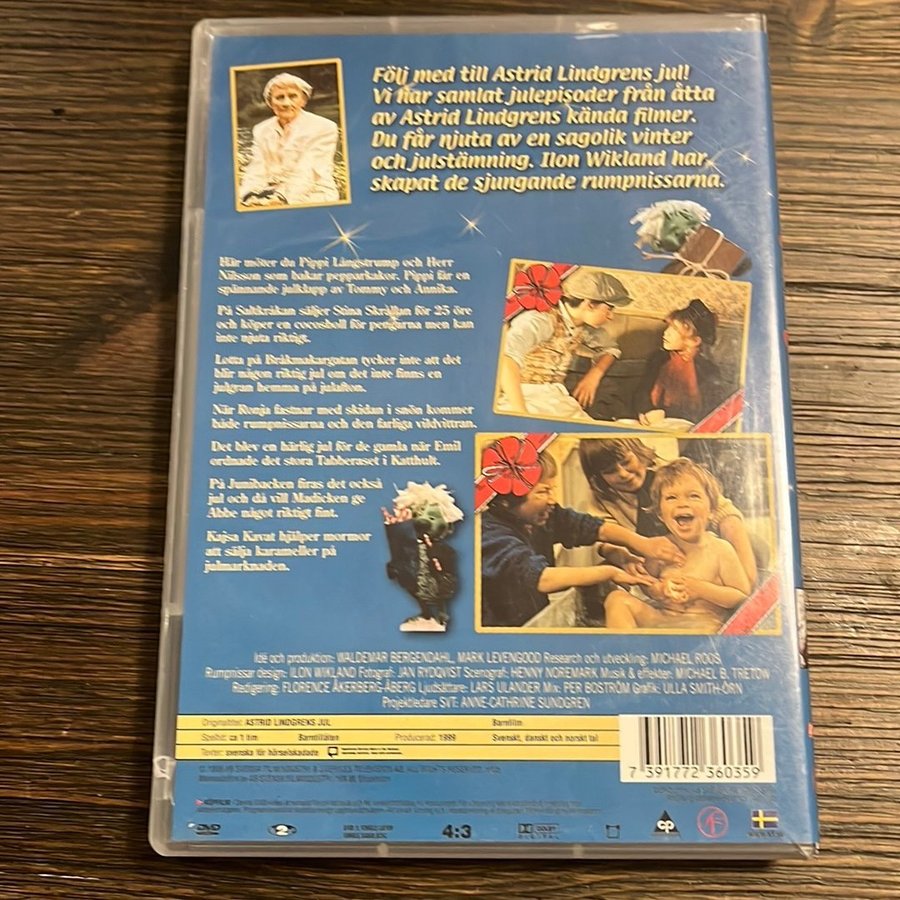 Följ med till Astrid Lindgrens jul!
Vi har samlat julepisoder från åtta
av Astrid Lindgrens kända filmer.
Du får njuta av en sagolik vinter
och julstämning. Ilon Wikland har
skapat de sjungande rumpnissarna.
Här möter du Pippi Långstrump och Herr
Nilsson som bakar pepparkakor. Pippi får en
spännande julklapp av Tommy och Annika.
På Saltkråkan säljer Stina Skrållan för 25 öre
och köper en cocosboll för pengarna men kan
inte njuta riktigt.
Lotta på Bråkmakargatan tycker inte att det
blir någon riktig jul om det inte finns en
julgran hemma på julafton.
När Ronja fastnar med skidan i snön kommer
både rumpnissarna och den farliga vildvittran.
Det blev en härlig jul för de gamla när Emil
ordnade det stora Tabberaset i Katthult.
På Junibacken firas det också
jul och då vill Madicken ge
Abbe något riktigt fint.
Kajsa Kavat hjälper mormor
att sälja karameller på
julmarknaden.
Idé och produktion: WALDEMAR BERGENDAHL, MARK LEVENGOOD Research och utveckling: MICHAEL ROOS
Rumpnissar design: ILON WIKLAND Fotograf: JAN RYDQVIST Scenograf: HENNY NOREMARK Musik & effekter: MICHAEL B. TRETOW
Redigering: FLORENCE ÅKERBERG-ÅBERG Ljudsättare: LARS ULANDER Mix: PER BOSTRÖM Grafik: ULLA SMITH-ÖRN
Projektledare SVT: ANNE-CATHRINE SUNDGREN
Originaltitel: ASTRID LINDGRENS JUL Barnfilm
Speltid: ca 1 tim Barntillåten Producerad: 1999 Svenskt, danskt och norskt tal
Texter: svenska för hörselskadade
7 391772 360359
DVD 2 4:3 DOLBY DIGITAL cp SF